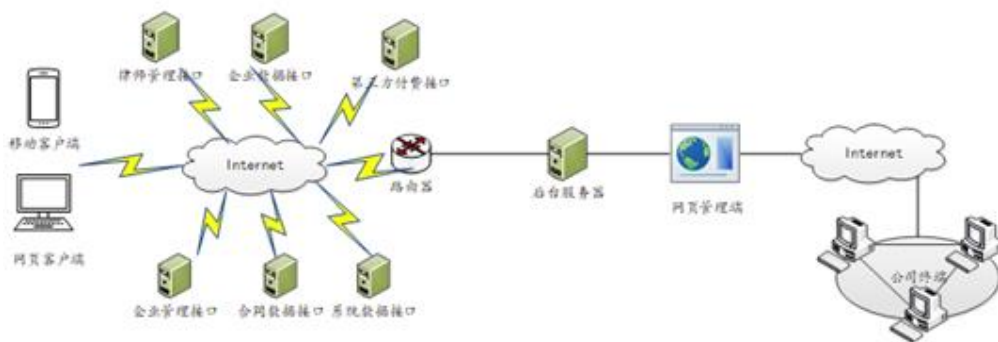 律师管理接口
企业数据接口
第三方付费接口
移动客户端
Internet
路由器
后台服务器
网页管理端
Internet
网页客户端
公司终端
企业管理接口
合同数据接口
系统数据接口